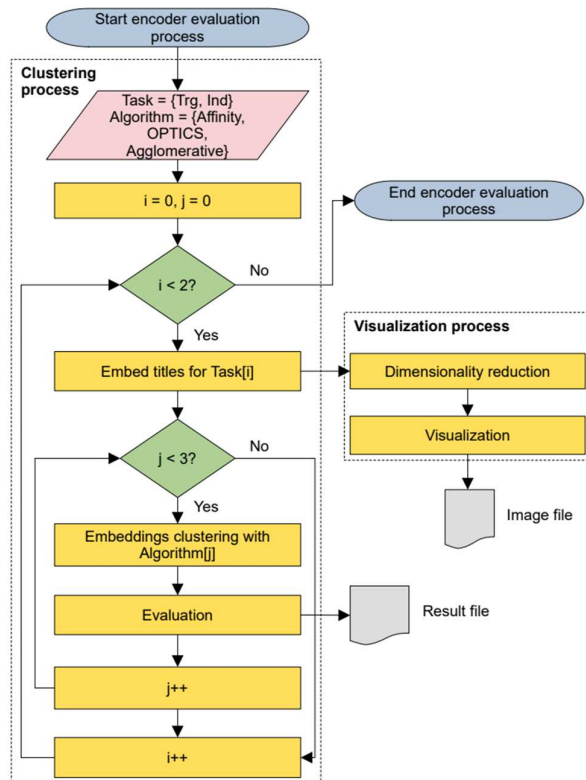 Start encoder evaluation
process
Clustering
process
Task = {Trg, Ind}
Algorithm = {Affinity,
OPTICS,
Agglomerative}
i = 0, j = 0
End encoder evaluation
process
i < 2?
No
Yes
Visualization process
Embed titles for Task[i]
Dimensionality reduction
Visualization
j < 3?
No
Yes
Image file
Embeddings clustering with
Algorithm[j]
Evaluation
Result file
j++
i++